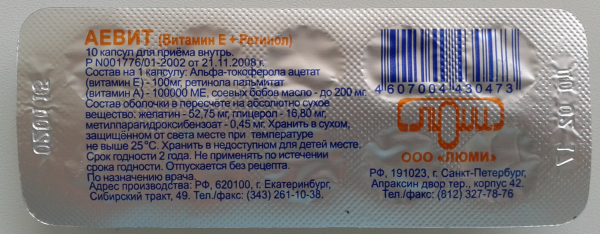 АЕВИТ (Витамин Е + Ретинол)
10 капсул для приёма внутрь.
Р N001776/01-2002 от 21.11.2008 г.
Состав на 1 капсулу: Альфа-токоферола ацетат
(витамин Е) - 100мг, ретинола пальмитат
(витамин А) - 100000 МЕ, соевых бобов масло - до 200 мг.
Состав оболочки в пересчёте на абсолютно сухое
вещество: желатин - 52,75 мг, глицерол - 16,80 мг,
метилпарагидроксибензоат - 0,45 мг. Хранить в сухом,
защищённом от света месте при температуре
не выше 25°С. Хранить в недоступном для детей месте.
Срок годности 2 года. Не применять по истечении
срока годности. Отпускается без рецепта.
По назначению врача.
Адрес производства: РФ, 620100, г. Екатеринбург,
Сибирский тракт, 49. Тел./факс: (343) 261-10-38.
4 607004 430473
ЛЮМИ
ООО «ЛЮМИ»
РФ, 191023, г. Санкт-Петербург,
Апраксин двор тер., корпус 42.
Тел./факс: (812) 327-78-76